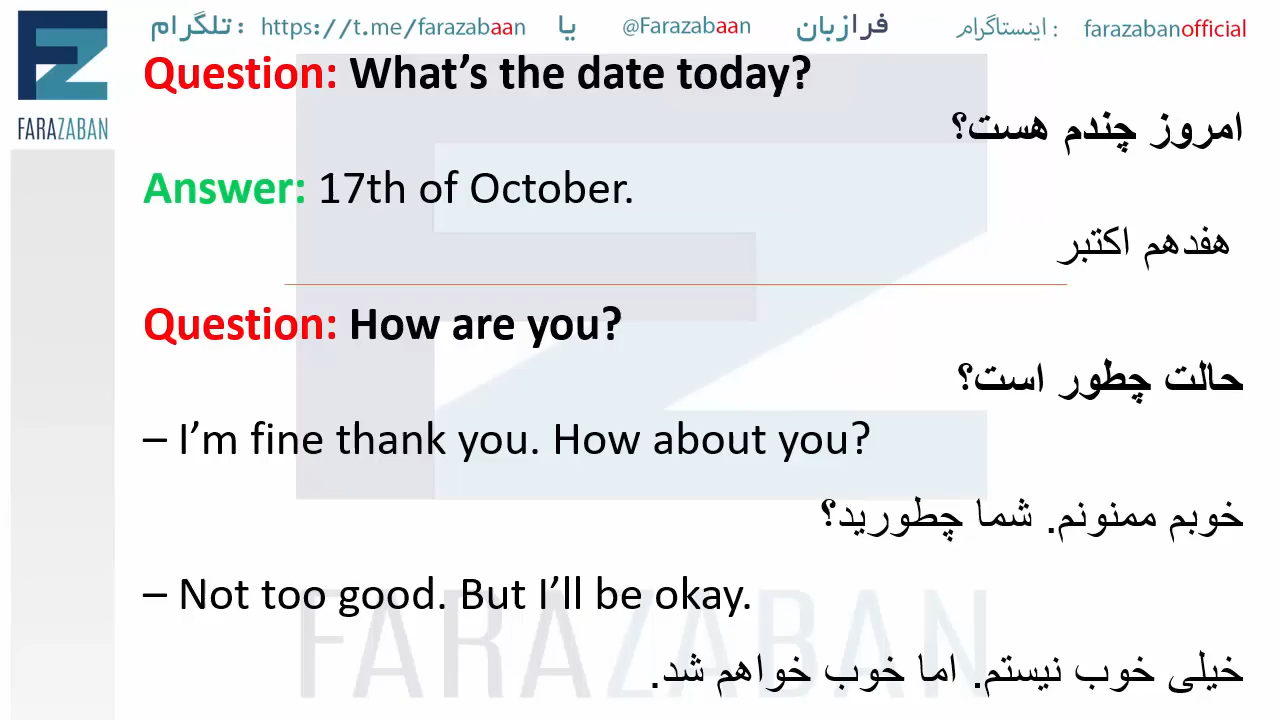 تلگرام : https://t.me/farazabaan یا @Farazabaan فرازبان اینستاگرام : farazabanofficial
FZ
FARAZABAN
Question: What’s the date today?
امروز چندم هست؟
Answer: 17th of October.
هفدهم اکتبر
Question: How are you?
حالت چطور است؟
– I’m fine thank you. How about you?
خوبم ممنونم. شما چطورید؟
– Not too good. But I’ll be okay.
خیلی خوب نیستم. اما خوب خواهم شد.
FARAZABAN